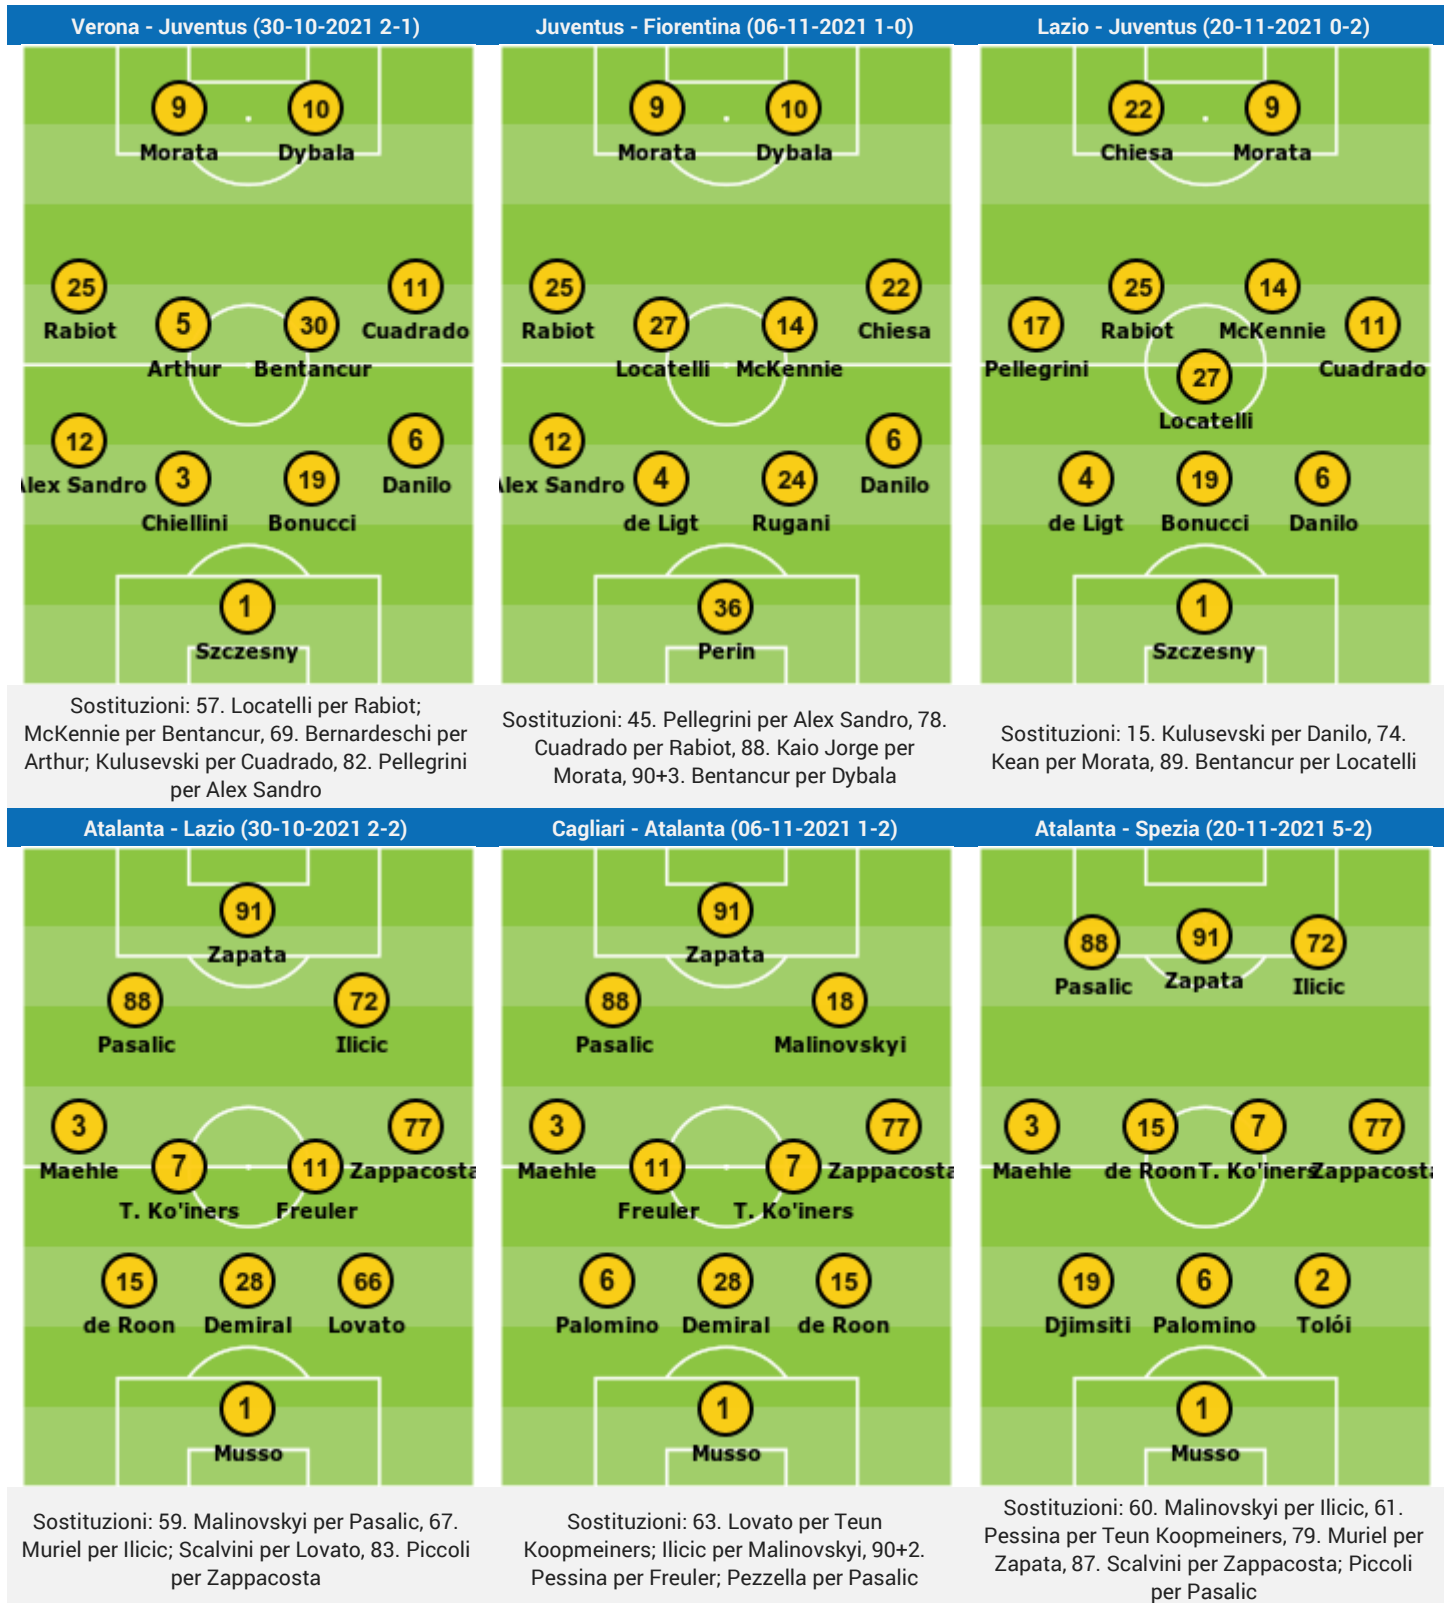 Verona - Juventus (30-10-2021 2-1)
9
10
Morata
Dybala
25
11
5
30
Rabiot
Cuadrado
Arthur
Bentancur
12
6
3
19
Alex Sandro
Danilo
Chiellini
Bonucci
1
Szczesny
Sostituzioni: 57. Locatelli per Rabiot;
McKennie per Bentancur, 69. Bernardeschi per
Arthur; Kulusevski per Cuadrado, 82. Pellegrini
per Alex Sandro
Juventus - Fiorentina (06-11-2021 1-0)
9
10
Morata
Dybala
25
22
27
14
Rabiot
Chiesa
Locatelli
McKennie
12
6
4
24
Alex Sandro
Danilo
de Ligt
Rugani
36
Perin
Sostituzioni: 45. Pellegrini per Alex Sandro, 78.
Cuadrado per Rabiot, 88. Kaio Jorge per
Morata, 90+3. Bentancur per Dybala
Lazio - Juventus (20-11-2021 0-2)
22
9
Chiesa
Morata
25
14
17
11
Rabiot
McKennie
Pellegrini
Cuadrado
27
Locatelli
4
19
6
de Ligt
Bonucci
Danilo
1
Szczesny
Sostituzioni: 15. Kulusevski per Danilo, 74.
Kean per Morata, 89. Bentancur per Locatelli
Atalanta - Lazio (30-10-2021 2-2)
91
Zapata
88
72
Pasalic
Ilicic
3
77
7
11
Maehle
Zappacosta
T. Ko'iners
Freuler
15
28
66
de Roon
Demiral
Lovato
1
Musso
Sostituzioni: 59. Malinovskyi per Pasalic, 67.
Muriel per Ilicic; Scalvini per Lovato, 83. Piccoli
per Zappacosta
Cagliari - Atalanta (06-11-2021 1-2)
91
Zapata
88
18
Pasalic
Malinovskyi
3
77
11
7
Maehle
Zappacosta
Freuler
T. Ko'iners
6
28
15
Palomino
Demiral
de Roon
1
Musso
Sostituzioni: 63. Lovato per Teun
Koopmeiners; Ilicic per Malinovskyi, 90+2.
Pessina per Freuler; Pezzella per Pasalic
Atalanta - Spezia (20-11-2021 5-2)
88
91
72
Pasalic
Zapata
Ilicic
3
15
7
77
Maehle
de Roon
T. Ko'iners
Zappacosta
19
6
2
Djimsiti
Palomino
Tolói
1
Musso
Sostituzioni: 60. Malinovskyi per Ilicic, 61.
Pessina per Teun Koopmeiners, 79. Muriel per
Zapata, 87. Scalvini per Zappacosta; Piccoli
per Pasalic